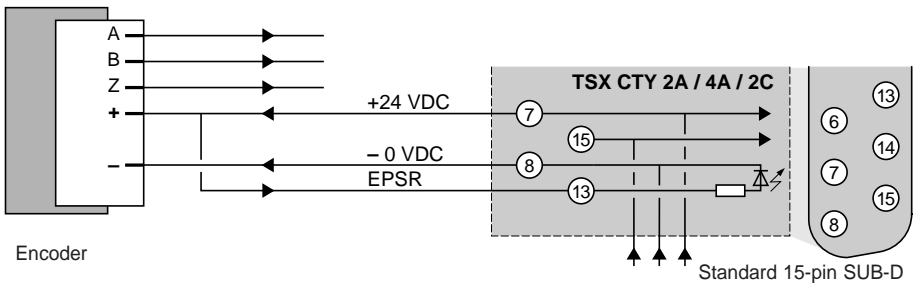 A
B
Z
+
–
Encoder
+24 VDC
– 0 VDC
EPSR
TSX CTY 2A / 4A / 2C
7
15
8
13
13
6
14
7
15
8
Standard 15-pin SUB-D